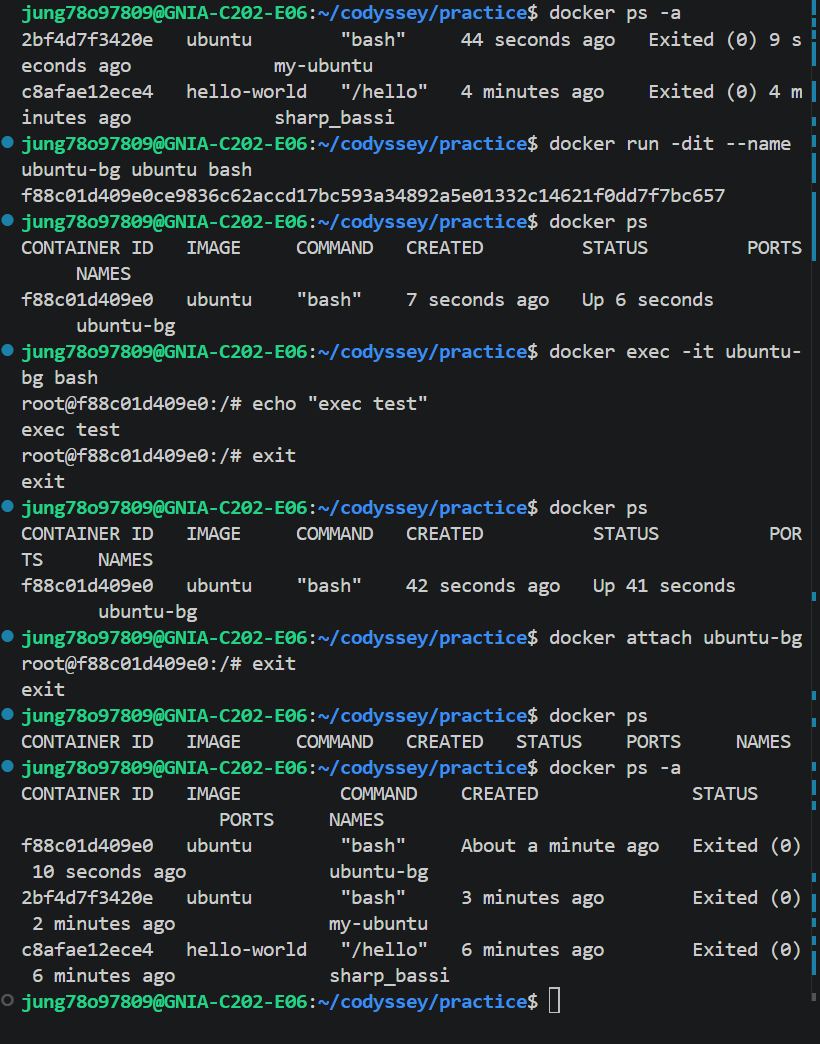 jung78o97809@GNIA-C202-E06:~/codyssey/practice$ docker ps -a
2bf4d7f3420e   ubuntu        "bash"     44 seconds ago   Exited (0) 9 s
econds ago             my-ubuntu
c8afae12ece4   hello-world   "/hello"   4 minutes ago    Exited (0) 4 m
inutes ago             sharp_bassi
jung78o97809@GNIA-C202-E06:~/codyssey/practice$ docker run -dit --name
ubuntu-bg ubuntu bash
f88c01d409e0ce9836c62accd17bc593a34892a5e01332c14621f0dd7f7bc657
jung78o97809@GNIA-C202-E06:~/codyssey/practice$ docker ps
CONTAINER ID   IMAGE     COMMAND   CREATED         STATUS         PORTS
     NAMES
f88c01d409e0   ubuntu    "bash"    7 seconds ago   Up 6 seconds
     ubuntu-bg
jung78o97809@GNIA-C202-E06:~/codyssey/practice$ docker exec -it ubuntu-
bg bash
root@f88c01d409e0:/# echo "exec test"
exec test
root@f88c01d409e0:/# exit
exit
jung78o97809@GNIA-C202-E06:~/codyssey/practice$ docker ps
CONTAINER ID   IMAGE     COMMAND   CREATED          STATUS          POR
TS     NAMES
f88c01d409e0   ubuntu    "bash"    42 seconds ago   Up 41 seconds
       ubuntu-bg
jung78o97809@GNIA-C202-E06:~/codyssey/practice$ docker attach ubuntu-bg
root@f88c01d409e0:/# exit
exit
jung78o97809@GNIA-C202-E06:~/codyssey/practice$ docker ps
CONTAINER ID   IMAGE     COMMAND   CREATED   STATUS    PORTS     NAMES
jung78o97809@GNIA-C202-E06:~/codyssey/practice$ docker ps -a
CONTAINER ID   IMAGE         COMMAND    CREATED              STATUS
                  PORTS     NAMES
f88c01d409e0   ubuntu        "bash"     About a minute ago   Exited (0)
 10 seconds ago             ubuntu-bg
2bf4d7f3420e   ubuntu        "bash"     3 minutes ago        Exited (0)
 2 minutes ago              my-ubuntu
c8afae12ece4   hello-world   "/hello"   6 minutes ago        Exited (0)
 6 minutes ago              sharp_bassi
jung78o97809@GNIA-C202-E06:~/codyssey/practice$